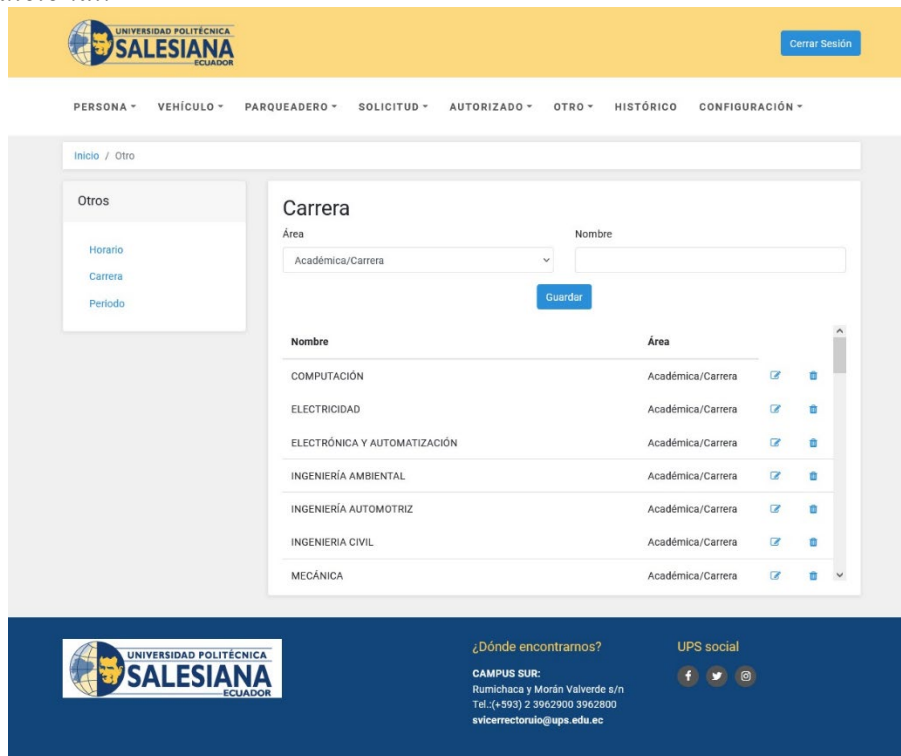 UNIVERSIDAD POLITÉCNICA
SALESIANA
ECUADOR
Cerrar Sesión
PERSONA VEHÍCULO PARQUEADERO SOLICITUD AUTORIZADO OTRO HISTÓRICO CONFIGURACIÓN
Inicio / Otro
Otros
Horario
Carrera
Periodo
Carrera
Área Nombre
Académica/Carrera
Guardar
Nombre Área
COMPUTACIÓN Académica/Carrera
ELECTRICIDAD Académica/Carrera
ELECTRÓNICA Y AUTOMATIZACIÓN Académica/Carrera
INGENIERÍA AMBIENTAL Académica/Carrera
INGENIERÍA AUTOMOTRIZ Académica/Carrera
INGENIERIA CIVIL Académica/Carrera
MECÁNICA Académica/Carrera
UNIVERSIDAD POLITÉCNICA
SALESIANA
ECUADOR
¿Dónde encontrarnos?
CAMPUS SUR:
Rumichaca y Morán Valverde s/n
Tel.:(+593) 2 3962900 3962800
svicerrectoruio@ups.edu.ec
UPS social